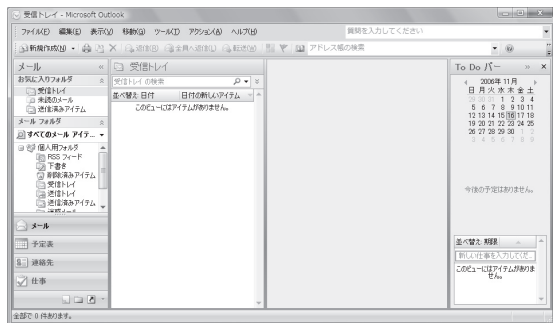 受信トレイ - Microsoft Outlook
ファイル(F) 編集(E) 表示(V) 移動(G) ツール(T) アクション(A) ヘルプ(H) 質問を入力してください
新規作成(N) 返信(R) 全員へ返信(L) 転送(W) アドレス帳の検索
メール
お気に入りフォルダ
受信トレイ
未読のメール
送信済みアイテム
メール フォルダ
すべてのメール アイテ...
個人用フォルダ
RSS フィード
下書き
削除済みアイテム
受信トレイ
送信トレイ
送信済みアイテム
迷惑メール
メール
予定表
連絡先
仕事
受信トレイ
受信トレイ の検索
並べ替え: 日付 日付の新しいアイテム
このビューにはアイテムがありません。
To Do バー
2006年 11月
日 月 火 水 木 金 土
29 30 31 1 2 3 4
5 6 7 8 9 10 11
12 13 14 15 16 17 18
19 20 21 22 23 24 25
26 27 28 29 30 1 2
3 4 5 6 7 8 9
今後の予定はありません。
並べ替え: 期限
新しい仕事を入力してくだ...
このビューにはアイテムがありません。
全部で 0 件あります。